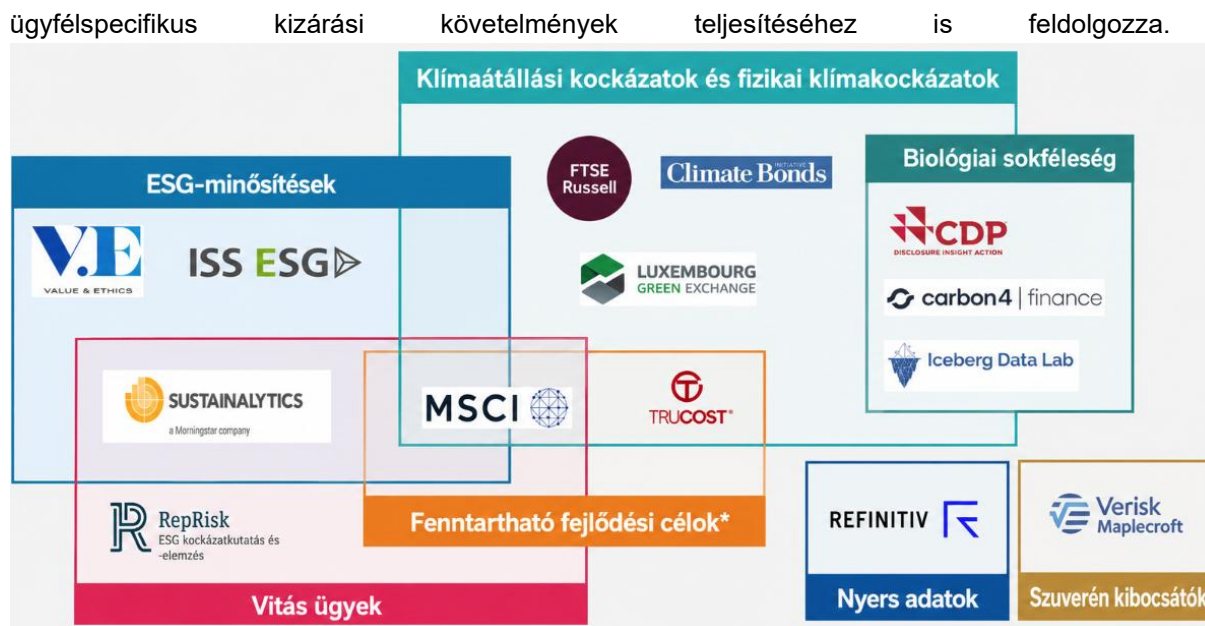 ügyfélspecifikus kizárási követelmények teljesítéséhez is feldolgozza.
Klímaátállási kockázatok és fizikai klímakockázatok
FTSE
Russell
Climate Bonds
INITIATIVE
Biológiai sokféleség
CDP
DISCLOSURE INSIGHT ACTION
carbon4 | finance
Iceberg Data Lab
ESG-minősítések
V.E
VALUE & ETHICS
ISS ESG
LUXEMBOURG
GREEN EXCHANGE
SUSTAINALYTICS
a Morningstar company
MSCI
TRUCOST®
Fenntartható fejlődési célok*
RepRisk
ESG kockázatkutatás és
-elemzés
Vitás ügyek
REFINITIV
Nyers adatok
Verisk
Maplecroft
Szuverén kibocsátók